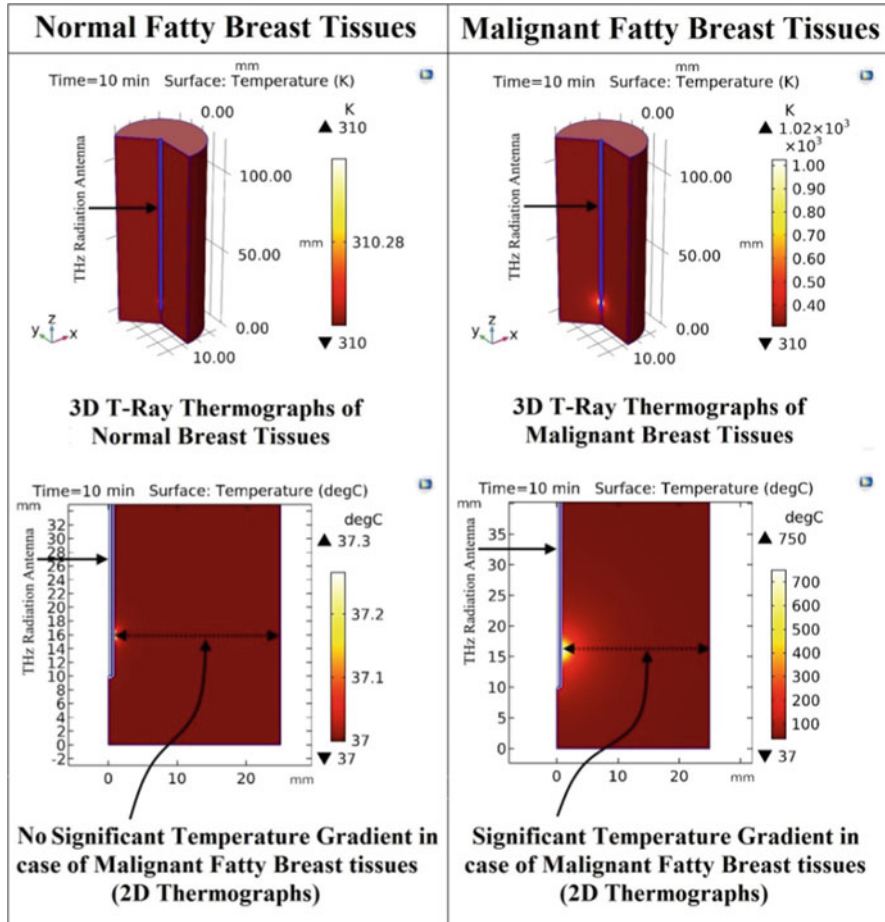 Normal Fatty Breast Tissues
mm
Time=10 min Surface: Temperature (K)
THz Radiation Antenna
0.00
100.00
50.00
mm
0.00
10.00
y z x
K
▲ 310
310.28
▼ 310
3D T-Ray Thermographs of
Normal Breast Tissues
Time=10 min Surface: Temperature (degC)
mm
THz Radiation Antenna
32
30
28
26
24
22
20
18
16
14
12
10
8
6
4
2
0
-2
0 10 20 mm
degC
▲ 37.3
37.2
37.1
37
▼ 37
No Significant Temperature Gradient in
case of Malignant Fatty Breast tissues
(2D Thermographs)
Malignant Fatty Breast Tissues
mm
Time=10 min Surface: Temperature (K)
THz Radiation Antenna
0.00
100.00
50.00
mm
0.00
10.00
y z x
K
▲ 1.02×10³
×10³
1.00
0.90
0.80
0.70
0.60
0.50
0.40
▼ 310
3D T-Ray Thermographs of
Malignant Breast Tissues
Time=10 min Surface: Temperature (degC)
mm
THz Radiation Antenna
40
35
30
25
20
15
10
5
0
0 10 20 mm
degC
▲ 750
700
600
500
400
300
200
100
▼ 37
Significant Temperature Gradient in
case of Malignant Fatty Breast tissues
(2D Thermographs)